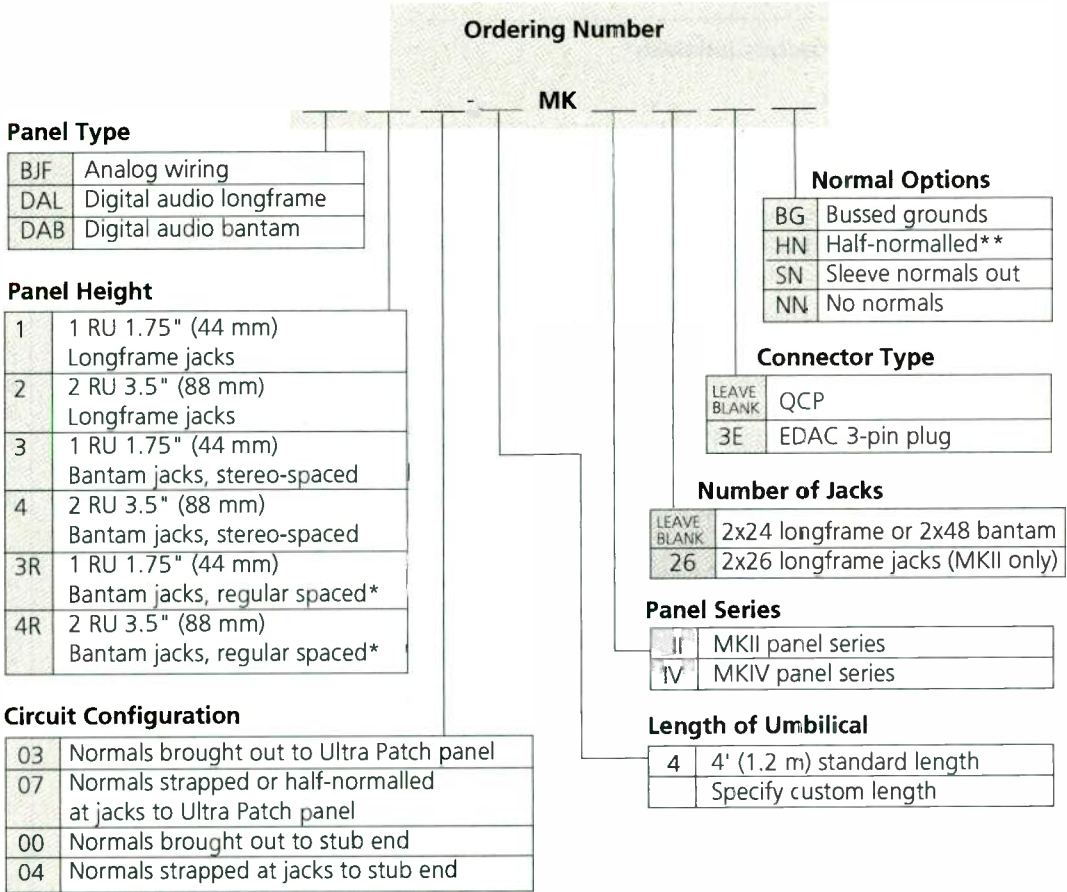 Ordering Number
- MK
Panel Type
BJF Analog wiring
DAL Digital audio longframe
DAB Digital audio bantam
Panel Height
1 1 RU 1.75" (44 mm)
Longframe jacks
2 2 RU 3.5" (88 mm)
Longframe jacks
3 1 RU 1.75" (44 mm)
Bantam jacks, stereo-spaced
4 2 RU 3.5" (88 mm)
Bantam jacks, stereo-spaced
3R 1 RU 1.75" (44 mm)
Bantam jacks, regular spaced*
4R 2 RU 3.5" (88 mm)
Bantam jacks, regular spaced*
Circuit Configuration
03 Normals brought out to Ultra Patch panel
07 Normals strapped or half-normalled
at jacks to Ultra Patch panel
00 Normals brought out to stub end
04 Normals strapped at jacks to stub end
Normal Options
BG Bussed grounds
HN Half-normalled**
SN Sleeve normals out
NN No normals
Connector Type
LEAVE
BLANK QCP
3E EDAC 3-pin plug
Number of Jacks
LEAVE
BLANK 2x24 longframe or 2x48 bantam
26 2x26 longframe jacks (MKII only)
Panel Series
II MKII panel series
IV MKIV panel series
Length of Umbilical
4 4' (1.2 m) standard length
Specify custom length